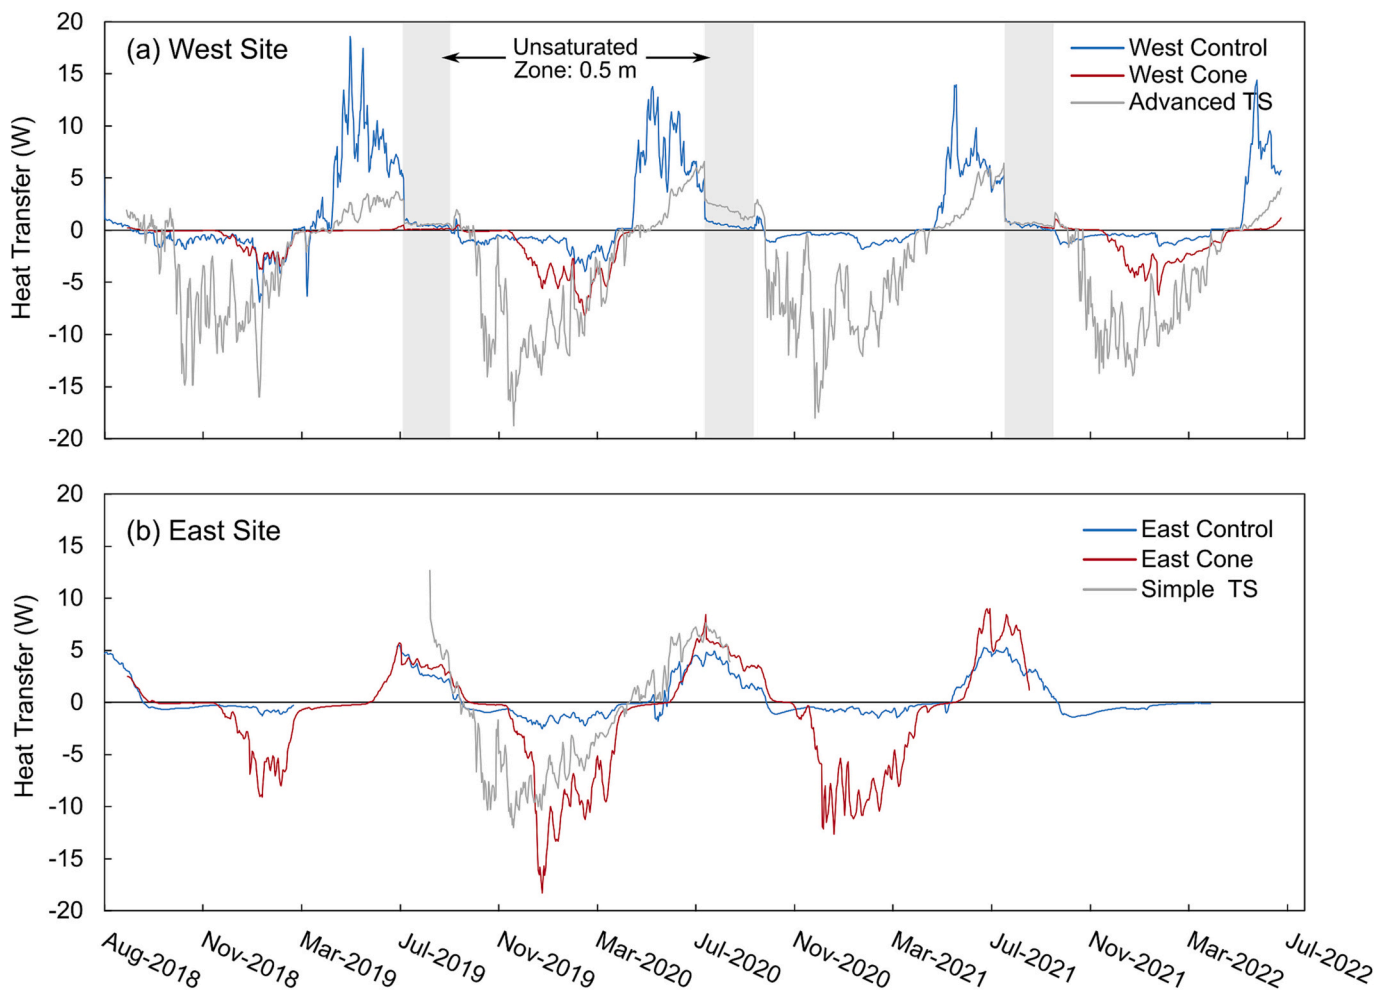 20
15
10
5
0
-5
-10
-15
-20
Heat Transfer (W)
(a) West Site
Unsaturated
Zone: 0.5 m
West Control
West Cone
Advanced TS
20
15
10
5
0
-5
-10
-15
-20
Heat Transfer (W)
(b) East Site
East Control
East Cone
Simple TS
Aug-2018
Nov-2018
Mar-2019
Jul-2019
Nov-2019
Mar-2020
Jul-2020
Nov-2020
Mar-2021
Jul-2021
Nov-2021
Mar-2022
Jul-2022